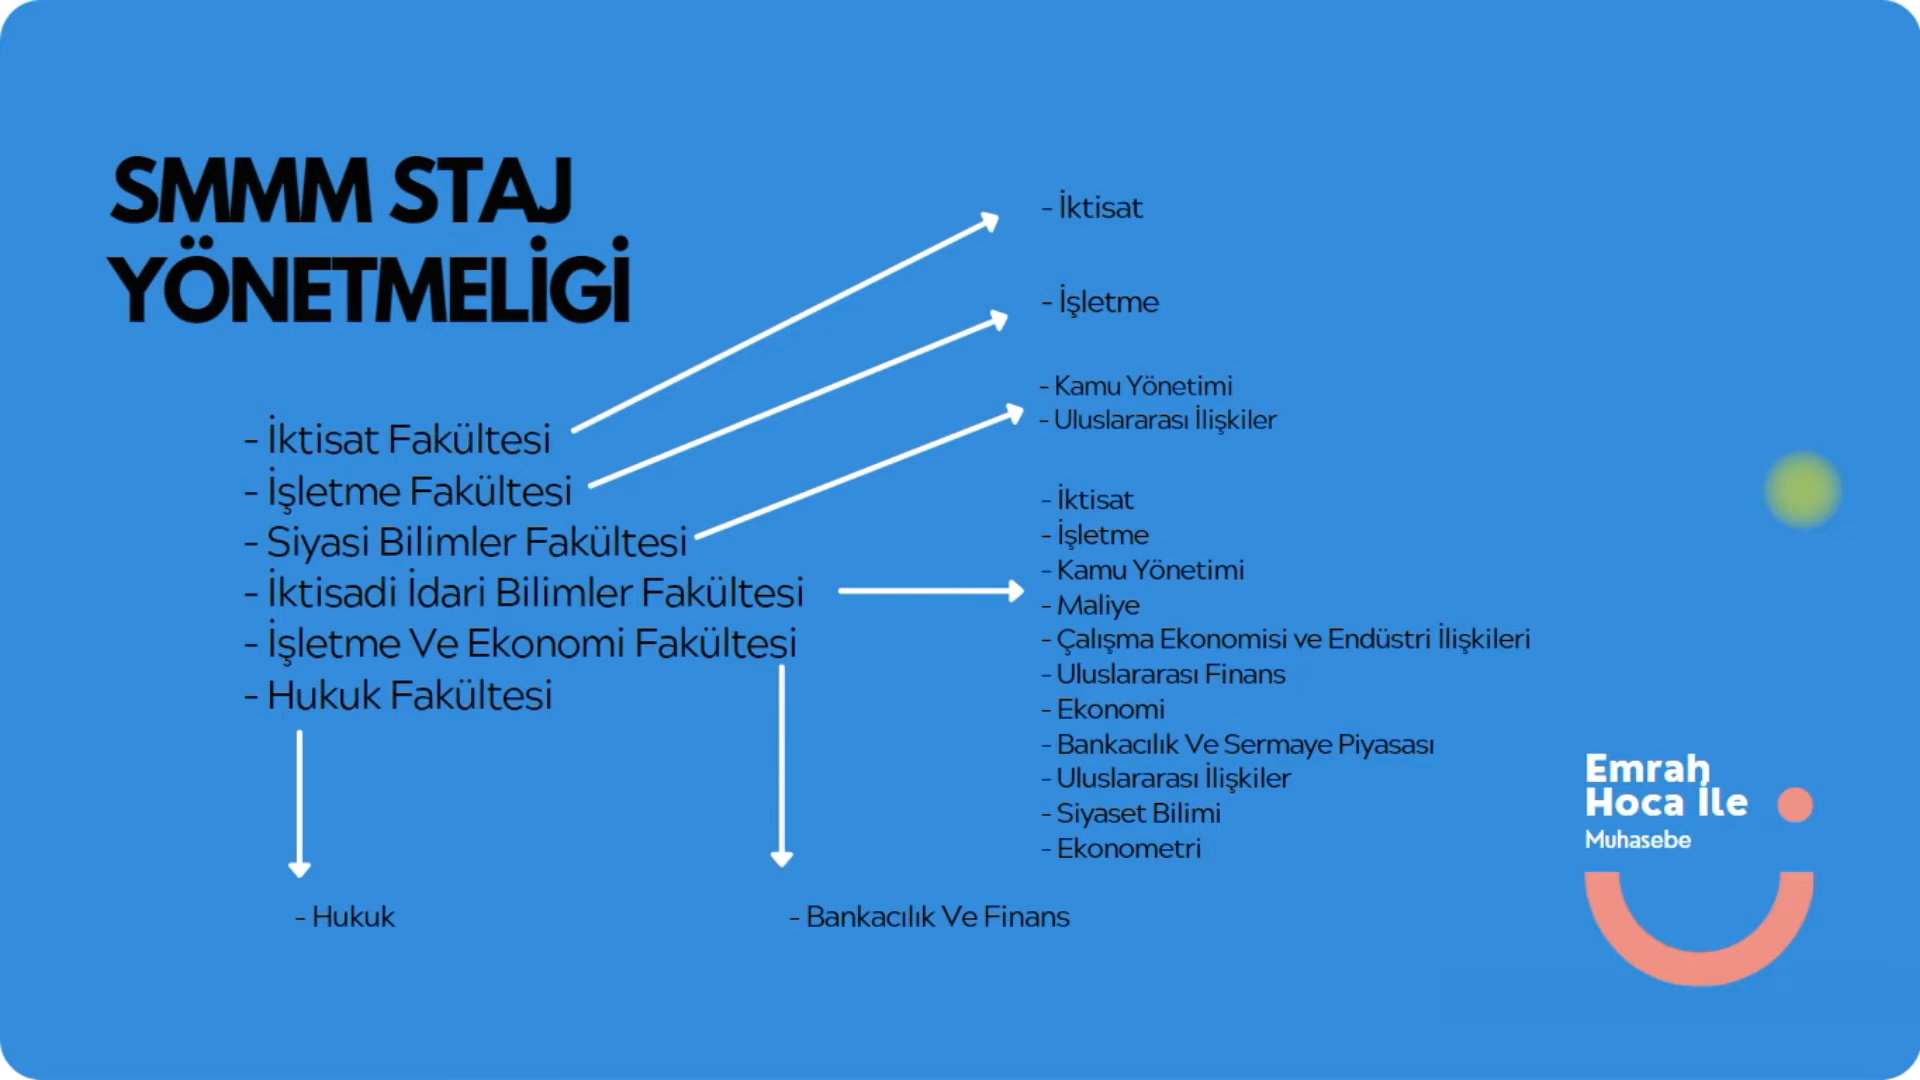 SMMM STAJ
YÖNETMELİGİ
- İktisat Fakültesi
- İşletme Fakültesi
- Siyasi Bilimler Fakültesi
- İktisadi İdari Bilimler Fakültesi
- İşletme Ve Ekonomi Fakültesi
- Hukuk Fakültesi
- İktisat
- İşletme
- Kamu Yönetimi
- Uluslararası İlişkiler
- İktisat
- İşletme
- Kamu Yönetimi
- Maliye
- Çalışma Ekonomisi ve Endüstri İlişkileri
- Uluslararası Finans
- Ekonomi
- Bankacılık Ve Sermaye Piyasası
- Uluslararası İlişkiler
- Siyaset Bilimi
- Ekonometri
- Hukuk
- Bankacılık Ve Finans
Emrah
Hoca İle
Muhasebe